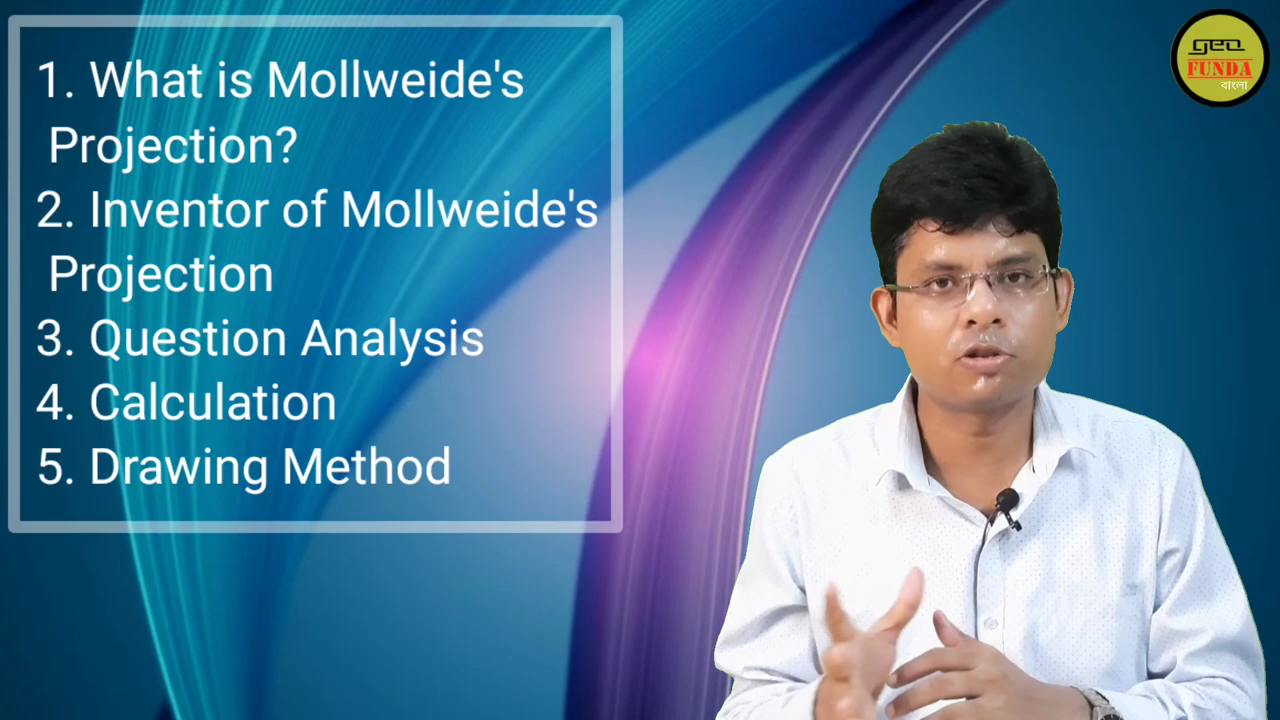 1. What is Mollweide's
Projection?
2. Inventor of Mollweide's
Projection
3. Question Analysis
4. Calculation
5. Drawing Method
geo
FUNDA
বাংলা